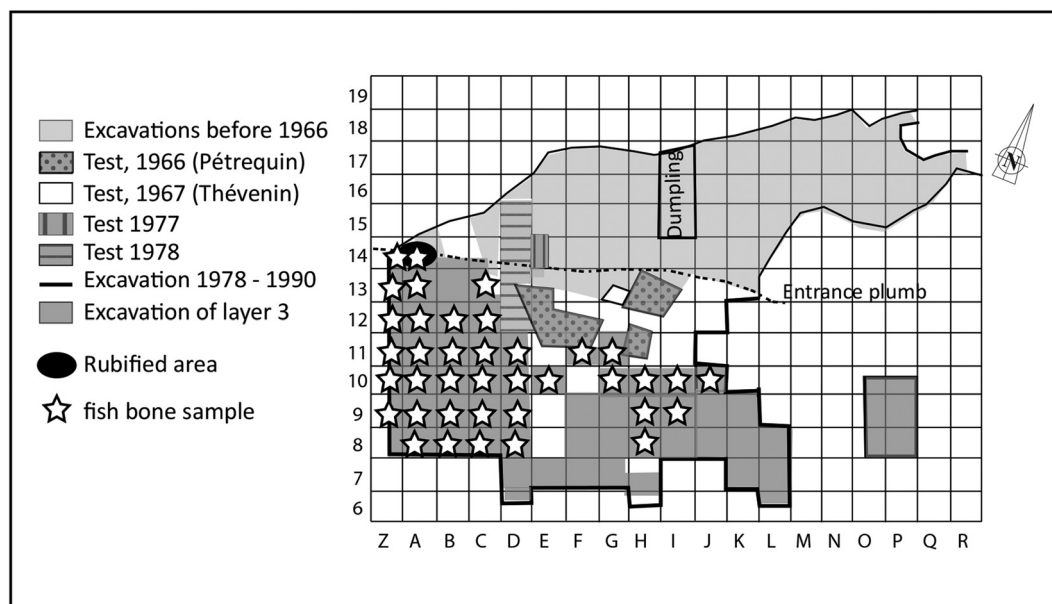 Excavations before 1966
Test, 1966 (Pétrequin)
Test, 1967 (Thévenin)
Test 1977
Test 1978
Excavation 1978 - 1990
Excavation of layer 3
Rubified area
fish bone sample
19
18
17
16
15
14
13
12
11
10
9
8
7
6
Z A B C D E F G H I J K L M N O P Q R
Dumpling
Entrance plumb
N